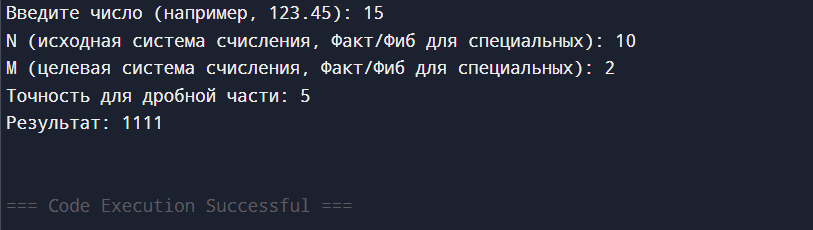 Введите число (например, 123.45): 15
N (исходная система счисления, Факт/Фиб для специальных): 10
M (целевая система счисления, Факт/Фиб для специальных): 2
Точность для дробной части: 5
Результат: 1111
=== Code Execution Successful ===